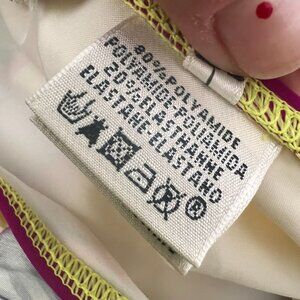 80%POLYAMIDE
POLYAMIDE-POLIAMIDA
20%ELASTHANNE
ELASTANE-ELASTANO
®